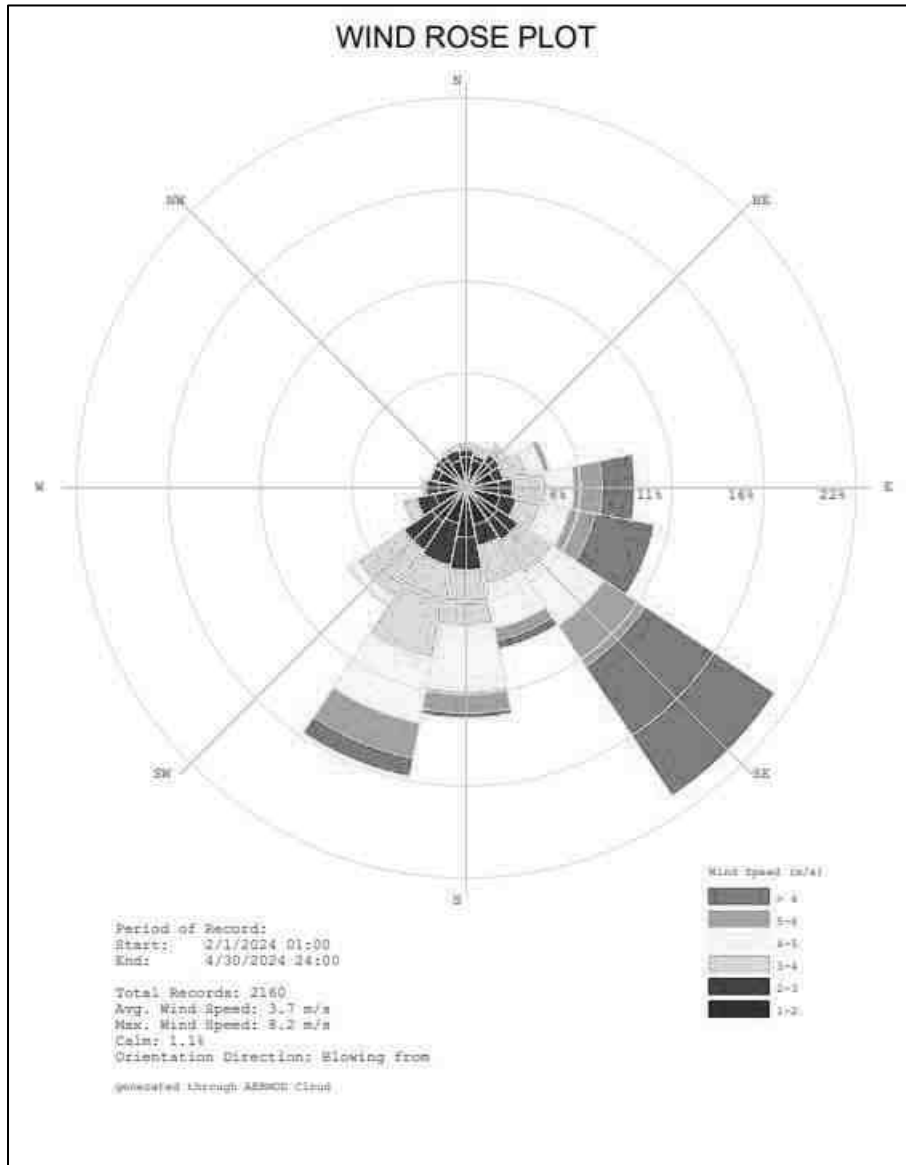 WIND ROSE PLOT
N
NW
NE
W
6%
11%
16%
22%
E
SW
SE
S
Wind Speed (m/s)
> 6
5-6
4-5
3-4
2-3
1-2
Period of Record:
Start: 2/1/2024 01:00
End: 4/30/2024 24:00
Total Records: 2160
Avg. Wind Speed: 3.7 m/s
Max. Wind Speed: 8.2 m/s
Calm: 1.1%
Orientation Direction: Blowing from
generated through AERMOD Cloud